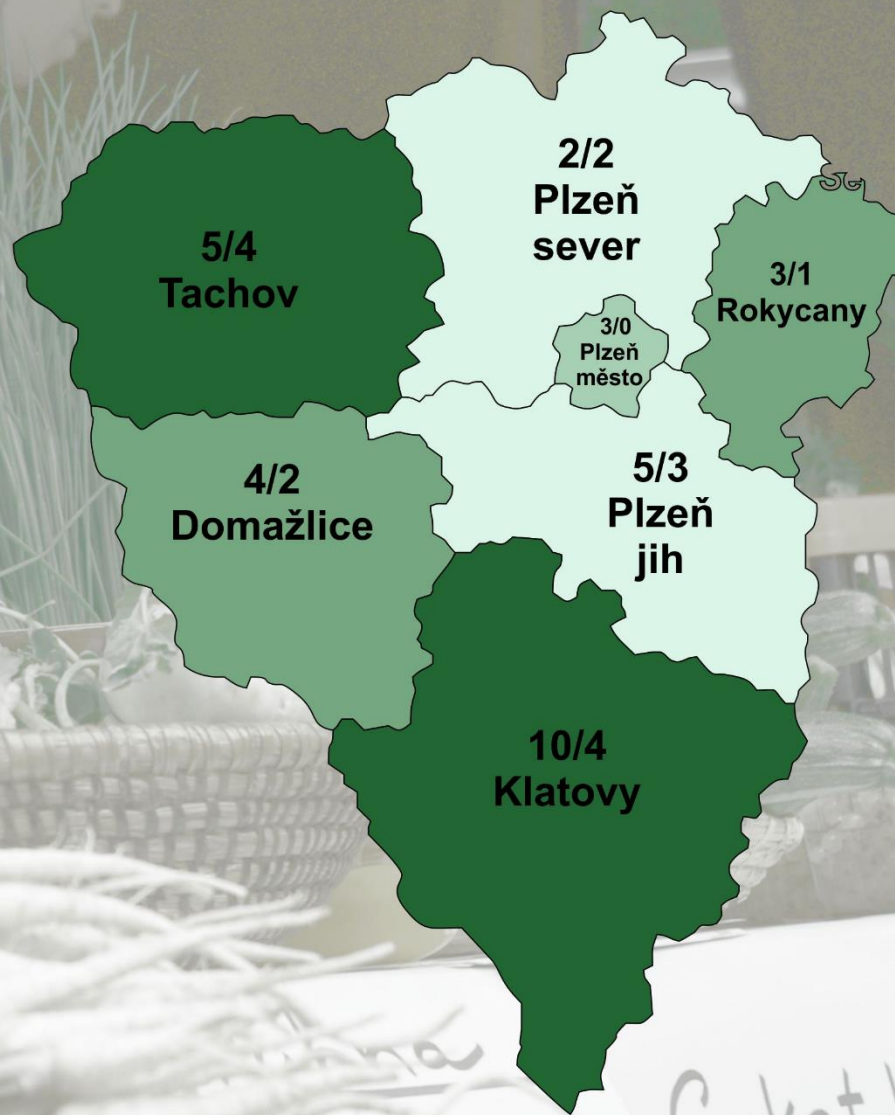 2/2
Plzeň
sever
5/4
Tachov
3/1
Rokycany
3/0
Plzeň
město
4/2
Domažlice
5/3
Plzeň
jih
10/4
Klatovy